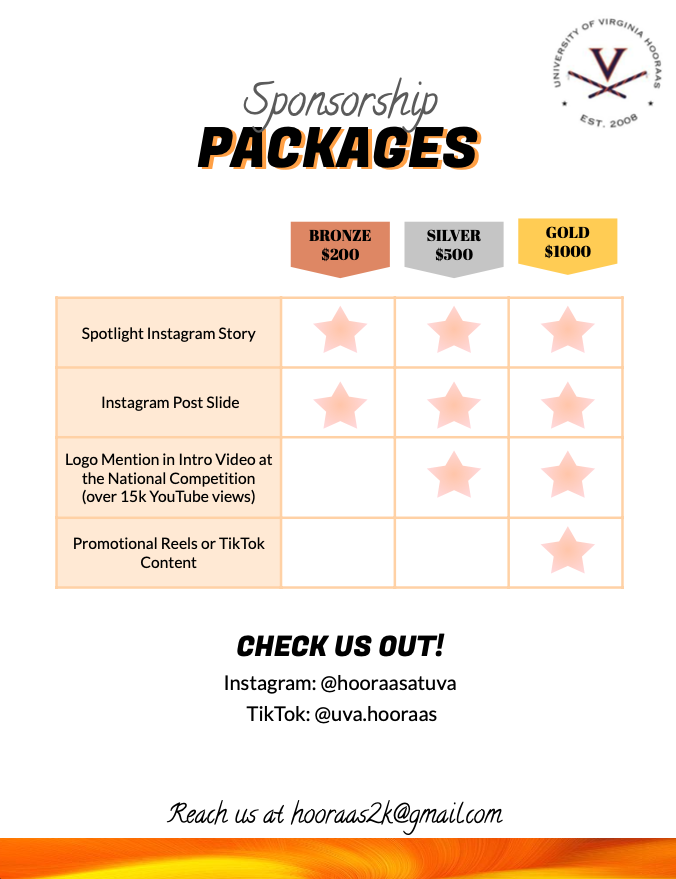 UNIVERSITY OF VIRGINIA HOORAAS
V
EST. 2008
Sponsorship
PACKAGES
BRONZE
$200
SILVER
$500
GOLD
$1000
Spotlight Instagram Story
Instagram Post Slide
Logo Mention in Intro Video at
the National Competition
(over 15k YouTube views)
Promotional Reels or TikTok
Content
CHECK US OUT!
Instagram: @hooraasatuva
TikTok: @uva.hooraas
Reach us at hooraas2k@gmail.com